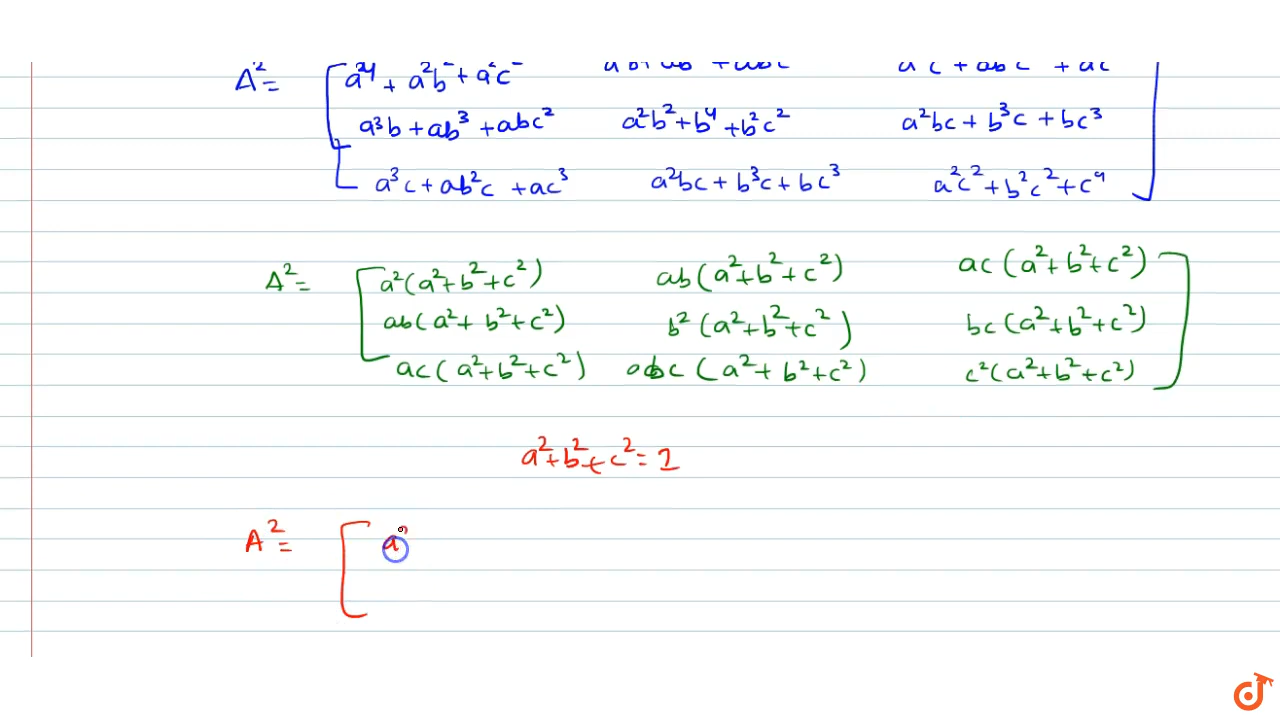 A² = [ a⁴ + a²b² + a²c²
a³b + ab³ + abc² a²b² + b⁴ + b²c² a²bc + b³c + bc³
a³c + ab²c + ac³ a²bc + b³c + bc³ a²c² + b²c² + c⁴ ]
A² = [ a²(a² + b² + c²) ab(a² + b² + c²) ac(a² + b² + c²)
ab(a² + b² + c²) b²(a² + b² + c²) bc(a² + b² + c²)
ac(a² + b² + c²) bc(a² + b² + c²) c²(a² + b² + c²) ]
a² + b² + c² = 1
A² = [ a²